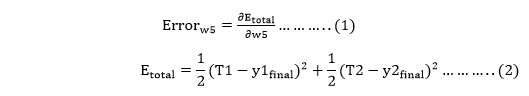 Error_w5 = ∂E_total / ∂w5 … … … . . (1)
E_total = 1/2 (T1 − y1_final)² + 1/2 (T2 − y2_final)² … … … . . (2)